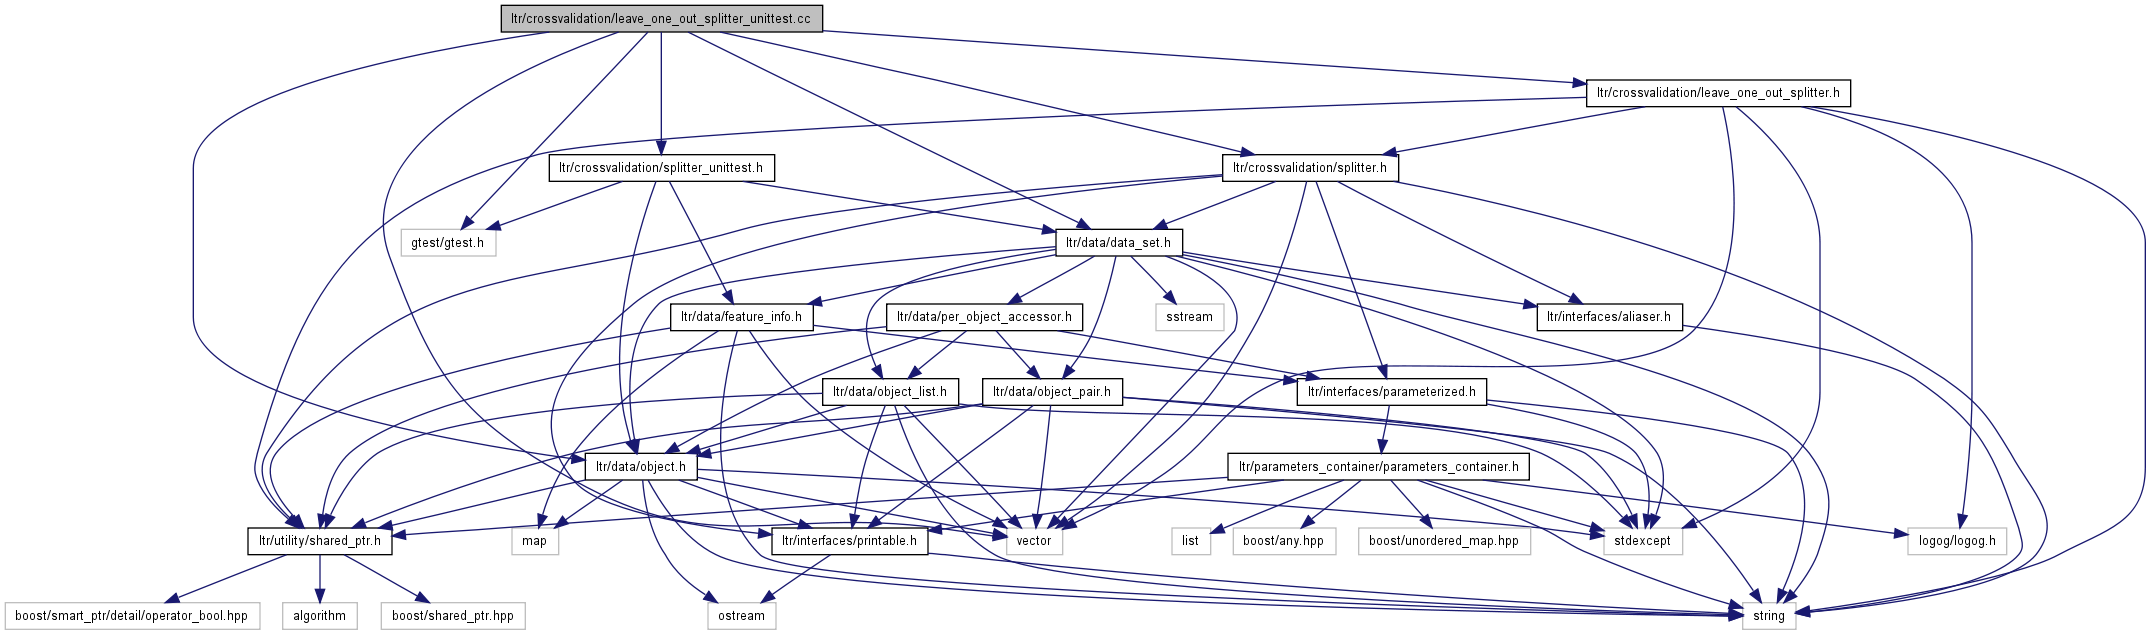 ltr/crossvalidation/leave_one_out_splitter_unittest.cc
ltr/crossvalidation/leave_one_out_splitter.h
ltr/crossvalidation/splitter_unittest.h
ltr/crossvalidation/splitter.h
gtest/gtest.h
ltr/data/data_set.h
ltr/data/feature_info.h
ltr/data/per_object_accessor.h
sstream
ltr/interfaces/aliaser.h
ltr/data/object_list.h
ltr/data/object_pair.h
ltr/interfaces/parameterized.h
ltr/data/object.h
ltr/parameters_container/parameters_container.h
ltr/utility/shared_ptr.h
map
ltr/interfaces/printable.h
vector
list
boost/any.hpp
boost/unordered_map.hpp
stdexcept
logog/logog.h
boost/smart_ptr/detail/operator_bool.hpp
algorithm
boost/shared_ptr.hpp
ostream
string